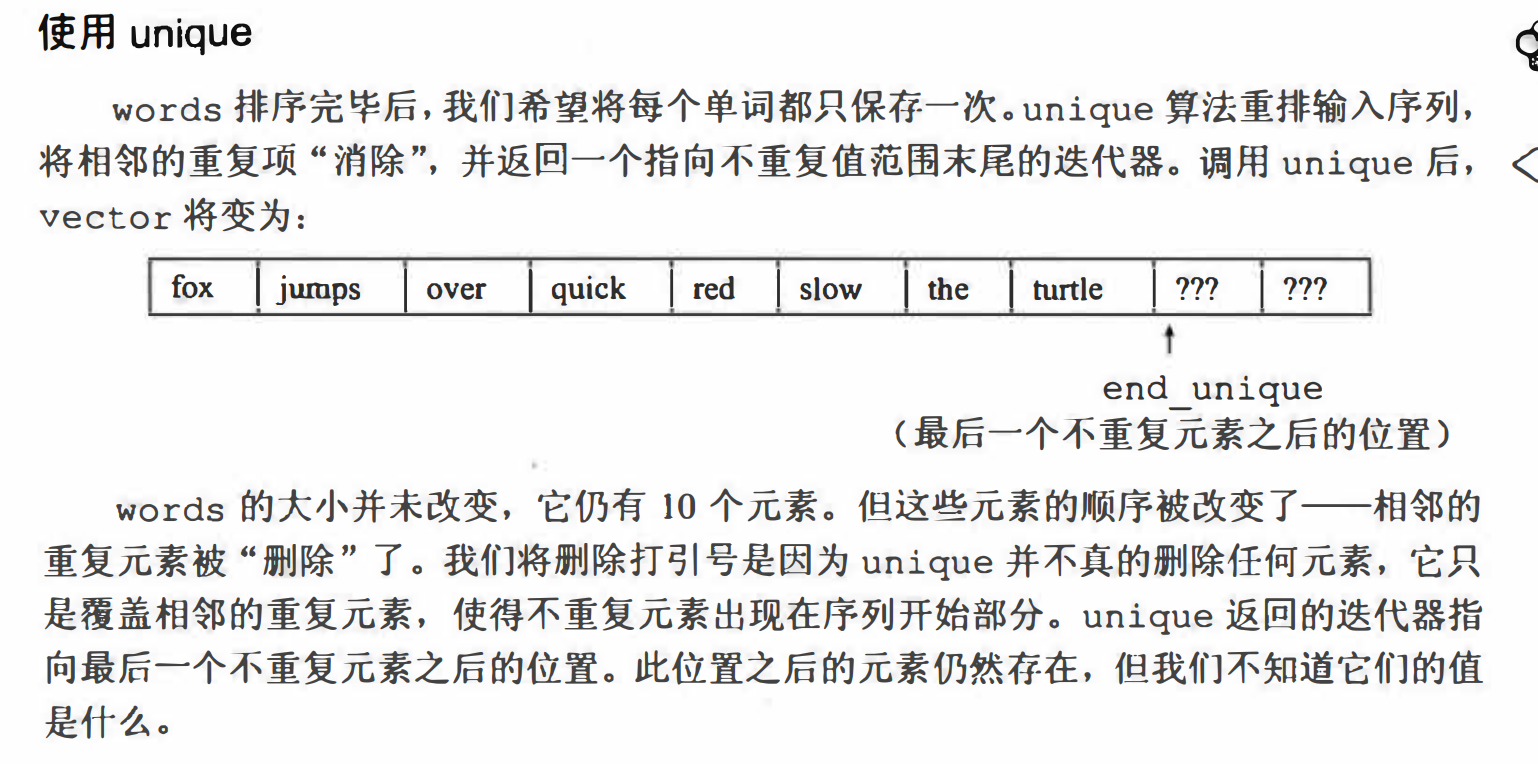 使用 unique
words 排序完毕后，我们希望将每个单词都只保存一次。unique 算法重排输入序列，
将相邻的重复项“消除”，并返回一个指向不重复值范围末尾的迭代器。调用 unique 后，
vector 将变为：
fox jumps over quick red slow the turtle ??? ???
end_unique
（最后一个不重复元素之后的位置）
words 的大小并未改变，它仍有 10 个元素。但这些元素的顺序被改变了——相邻的
重复元素被“删除”了。我们将删除打引号是因为 unique 并不真的删除任何元素，它只
是覆盖相邻的重复元素，使得不重复元素出现在序列开始部分。unique 返回的迭代器指
向最后一个不重复元素之后的位置。此位置之后的元素仍然存在，但我们不知道它们的值
是什么。